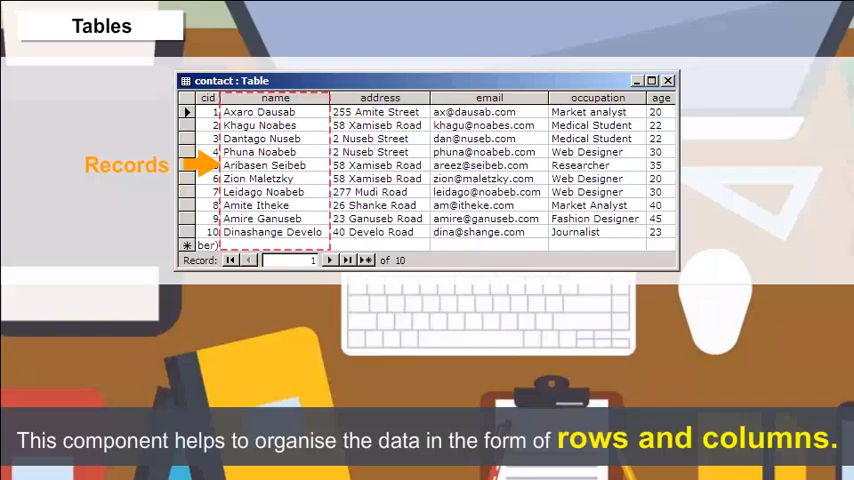 Tables
contact : Table
cid name address email occupation age
1 Axaro Dausab 255 Amite Street ax@dausab.com Market analyst 20
2 Khagu Noabes 58 Xamiseb Road khagu@noabes.com Medical Student 22
3 Dantago Nuseb 2 Nuseb Street dan@nuseb.com Medical Student 22
4 Phuna Noabeb 2 Nuseb Street phuna@noabeb.com Web Designer 30
Records
Aribasen Seibeb 58 Xamiseb Road areez@seibeb.com Researcher 35
6 Zion Maletzky 58 Xamiseb Road zion@maletzky.com Web Designer 20
7 Leidago Noabeb 277 Mudi Road leidago@noabeb.com Web Designer 30
8 Amite Itheke 26 Shanke Road am@itheke.com Market Analyst 40
9 Amire Ganuseb 23 Ganuseb Road amire@ganuseb.com Fashion Designer 45
10 Dinashange Develo 40 Develo Road dina@shange.com Journalist 23
ber)
Record: 1 of 10
This component helps to organise the data in the form of rows and columns.